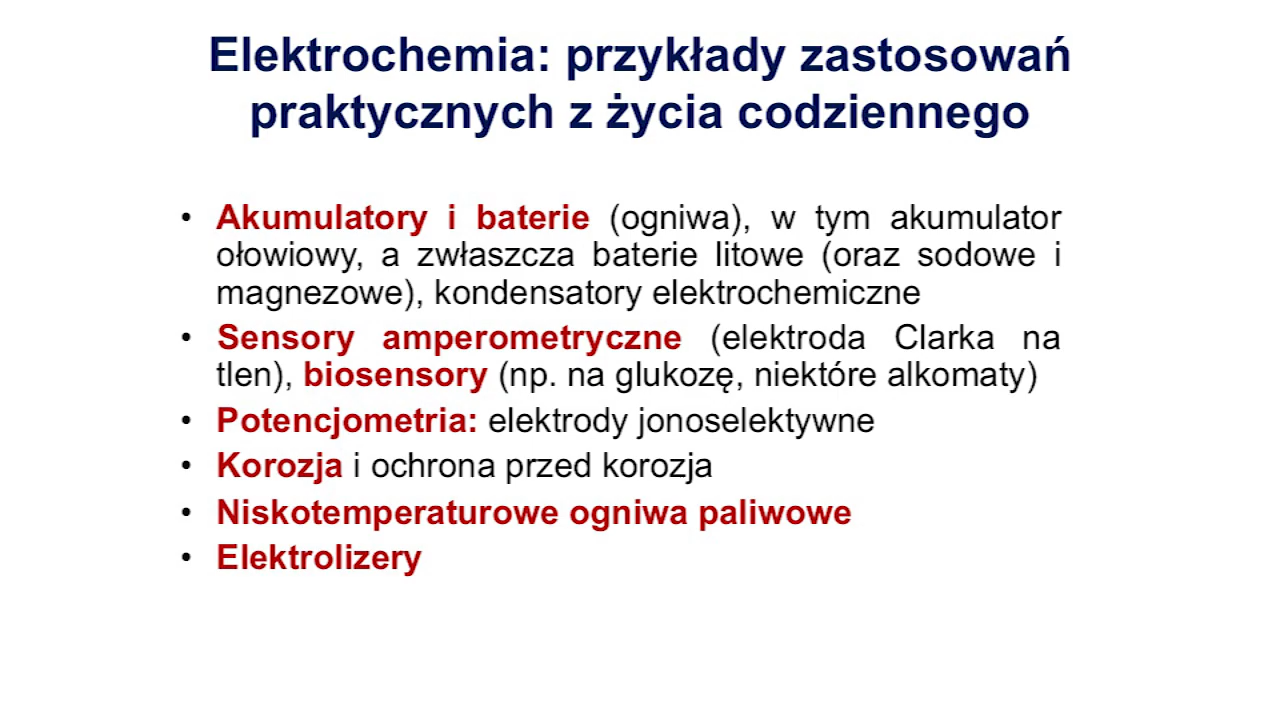 Elektrochemia: przykłady zastosowań
praktycznych z życia codziennego
• Akumulatory i baterie (ogniwa), w tym akumulator
ołowiowy, a zwłaszcza baterie litowe (oraz sodowe i
magnezowe), kondensatory elektrochemiczne
• Sensory amperometryczne (elektroda Clarka na
tlen), biosensory (np. na glukozę, niektóre alkomaty)
• Potencjometria: elektrody jonoselektywne
• Korozja i ochrona przed korozja
• Niskotemperaturowe ogniwa paliwowe
• Elektrolizery